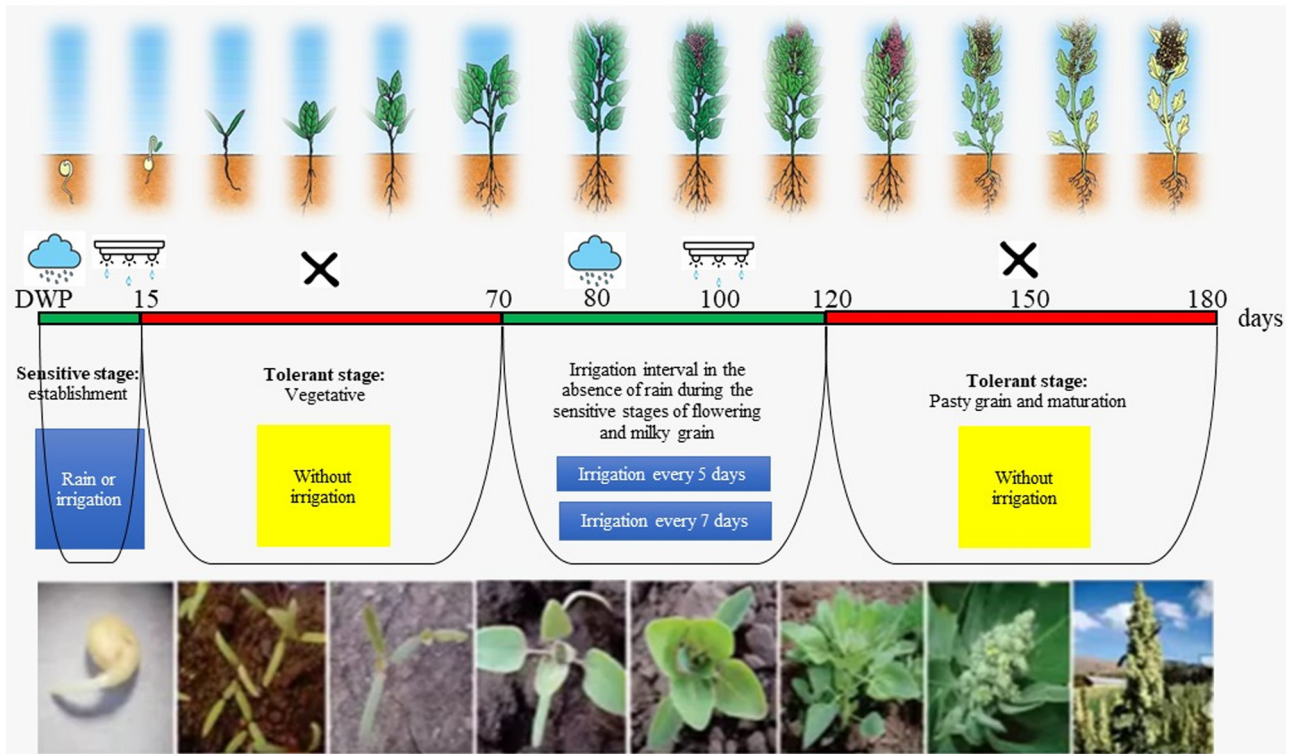 DWP 15 70 80 100 120 150 180 days
Sensitive stage:
establishment
Rain or
irrigation
Tolerant stage:
Vegetative
Without
irrigation
Irrigation interval in the
absence of rain during the
sensitive stages of flowering
and milky grain
Irrigation every 5 days
Irrigation every 7 days
Tolerant stage:
Pasty grain and maturation
Without
irrigation